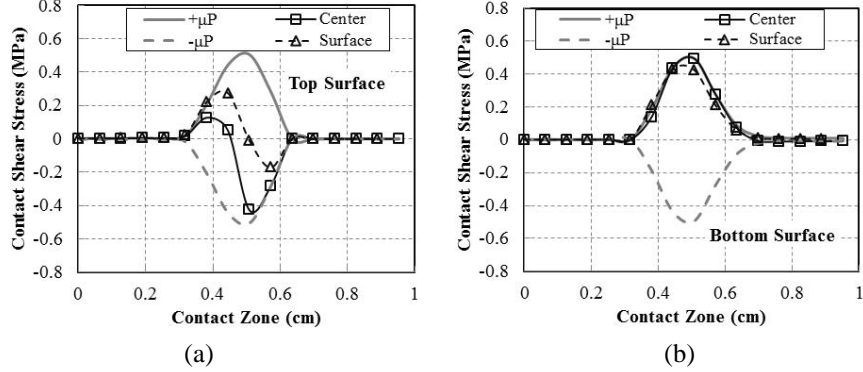 +μP Center
-μP Surface
Top Surface
Contact Shear Stress (MPa)
0.8
0.6
0.4
0.2
0
-0.2
-0.4
-0.6
-0.8
0 0.2 0.4 0.6 0.8 1
Contact Zone (cm)
(a)
+μP Center
-μP Surface
Bottom Surface
Contact Shear Stress (MPa)
0.8
0.6
0.4
0.2
0
-0.2
-0.4
-0.6
-0.8
0 0.2 0.4 0.6 0.8 1
Contact Zone (cm)
(b)